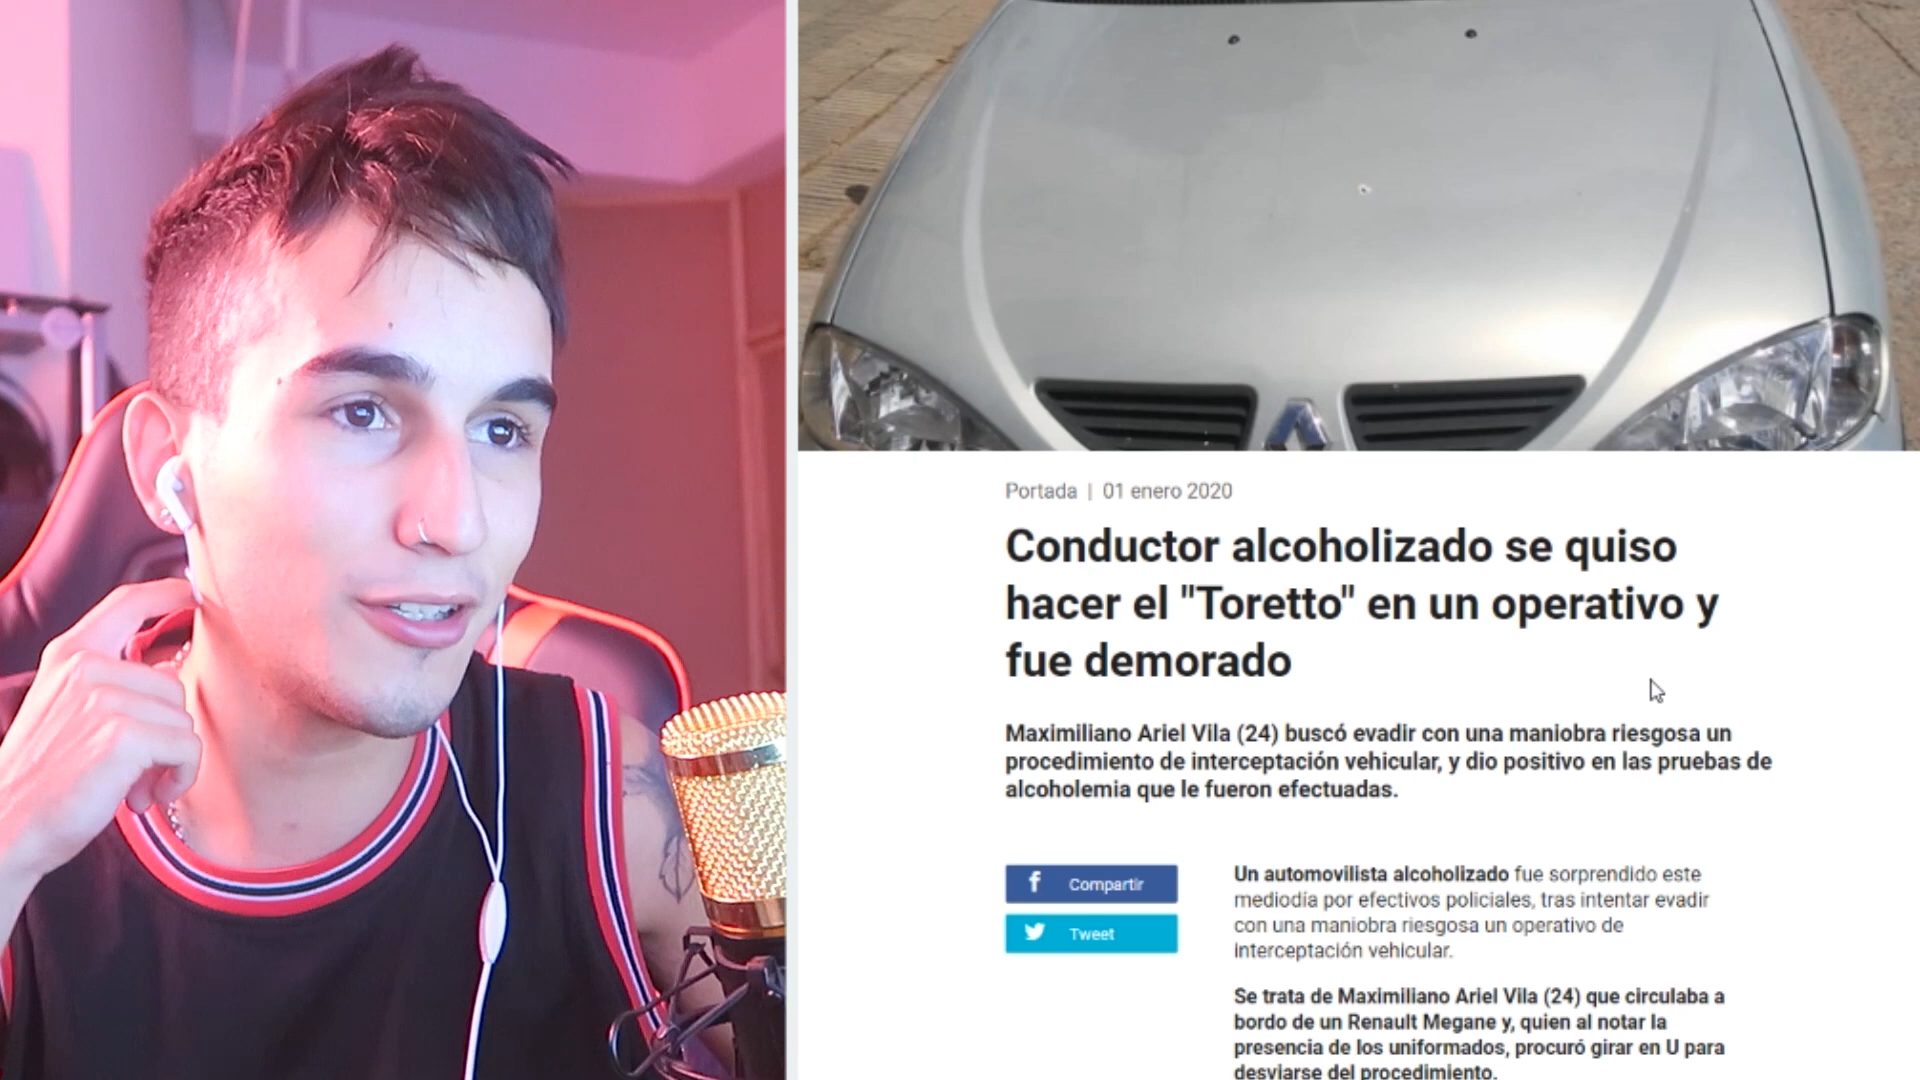 Portada | 01 enero 2020
Conductor alcoholizado se quiso
hacer el "Toretto" en un operativo y
fue demorado
Maximiliano Ariel Vila (24) buscó evadir con una maniobra riesgosa un
procedimiento de interceptación vehicular, y dio positivo en las pruebas de
alcoholemia que le fueron efectuadas.
Compartir
Tweet
Un automovilista alcoholizado fue sorprendido este
mediodía por efectivos policiales, tras intentar evadir
con una maniobra riesgosa un operativo de
interceptación vehicular.
Se trata de Maximiliano Ariel Vila (24) que circulaba a
bordo de un Renault Megane y, quien al notar la
presencia de los uniformados, procuró girar en U para
desviarse del procedimiento.